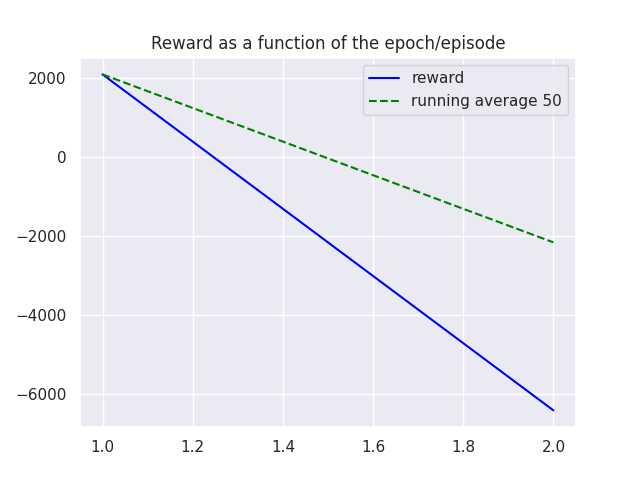 Reward as a function of the epoch/episode
reward
running average 50
2000
0
−2000
−4000
−6000
1.0 1.2 1.4 1.6 1.8 2.0